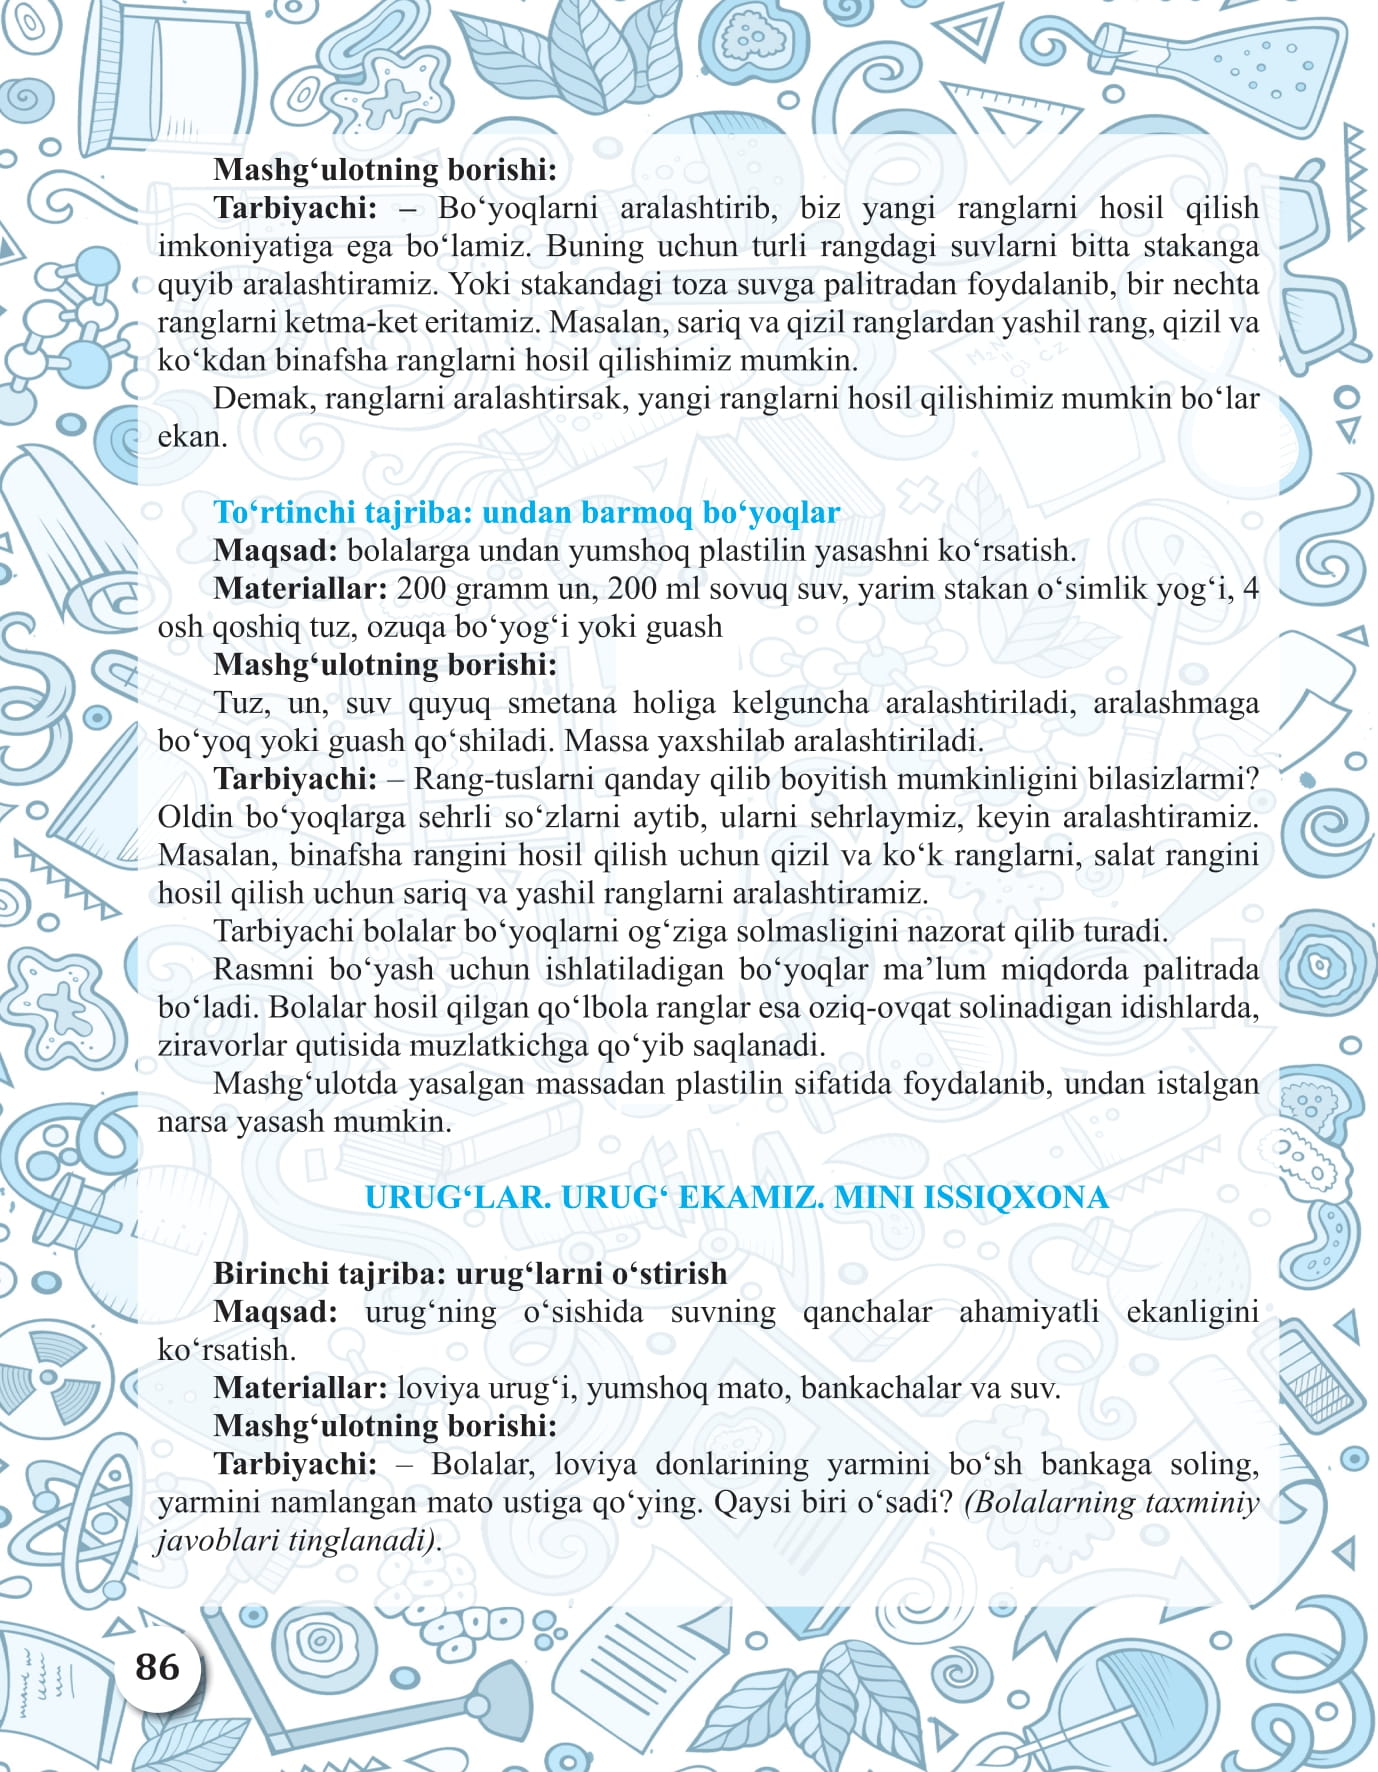 Mashg‘ulotning borishi:
Tarbiyachi: – Bo‘yoqlarni aralashtirib, biz yangi ranglarni hosil qilish
imkoniyatiga ega bo‘lamiz. Buning uchun turli rangdagi suvlarni bitta stakanga
quyib aralashtiramiz. Yoki stakandagi toza suvga palitradan foydalanib, bir nechta
ranglarni ketma-ket eritamiz. Masalan, sariq va qizil ranglardan yashil rang, qizil va
ko‘kdan binafsha ranglarni hosil qilishimiz mumkin.
Demak, ranglarni aralashtirsak, yangi ranglarni hosil qilishimiz mumkin bo‘lar
ekan.
To‘rtinchi tajriba: undan barmoq bo‘yoqlar
Maqsad: bolalarga undan yumshoq plastilin yasashni ko‘rsatish.
Materiallar: 200 gramm un, 200 ml sovuq suv, yarim stakan o‘simlik yog‘i, 4
osh qoshiq tuz, ozuqa bo‘yog‘i yoki guash
Mashg‘ulotning borishi:
Tuz, un, suv quyuq smetana holiga kelguncha aralashtiriladi, aralashmaga
bo‘yoq yoki guash qo‘shiladi. Massa yaxshilab aralashtiriladi.
Tarbiyachi: – Rang-tuslarni qanday qilib boyitish mumkinligini bilasizlarmi?
Oldin bo‘yoqlarga sehrli so‘zlarni aytib, ularni sehrlaymiz, keyin aralashtiramiz.
Masalan, binafsha rangini hosil qilish uchun qizil va ko‘k ranglarni, salat rangini
hosil qilish uchun sariq va yashil ranglarni aralashtiramiz.
Tarbiyachi bolalar bo‘yoqlarni og‘ziga solmasligini nazorat qilib turadi.
Rasmni bo‘yash uchun ishlatiladigan bo‘yoqlar ma’lum miqdorda palitrada
bo‘ladi. Bolalar hosil qilgan qo‘lbola ranglar esa oziq-ovqat solinadigan idishlarda,
ziravorlar qutisida muzlatkichga qo‘yib saqlanadi.
Mashg‘ulotda yasalgan massadan plastilin sifatida foydalanib, undan istalgan
narsa yasash mumkin.
URUG‘LAR. URUG‘ EKAMIZ. MINI ISSIQXONA
Birinchi tajriba: urug‘larni o‘stirish
Maqsad: urug‘ning o‘sishida suvning qanchalar ahamiyatli ekanligini
ko‘rsatish.
Materiallar: loviya urug‘i, yumshoq mato, bankachalar va suv.
Mashg‘ulotning borishi:
Tarbiyachi: – Bolalar, loviya donlarining yarmini bo‘sh bankaga soling,
yarmini namlangan mato ustiga qo‘ying. Qaysi biri o‘sadi? (Bolalarning taxminiy
javoblari tinglanadi).
86